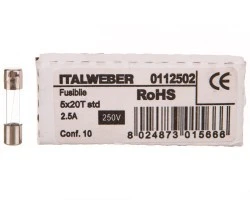 ITALWEBER 0112502
Fusibile RoHS CE
5x20T std
2.5A 250V
Conf. 10
8 024873 015666